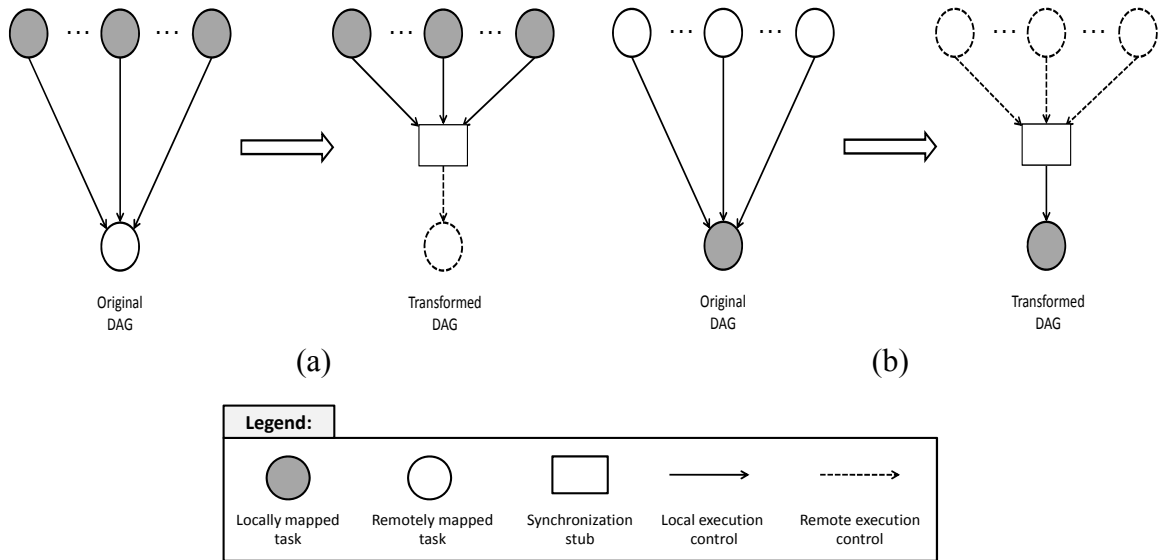 ... ...
... ...
... ...
... ...
Original
DAG
Transformed
DAG
Original
DAG
Transformed
DAG
(a)
(b)
Legend:
Locally mapped
task
Remotely mapped
task
Synchronization
stub
Local execution
control
Remote execution
control